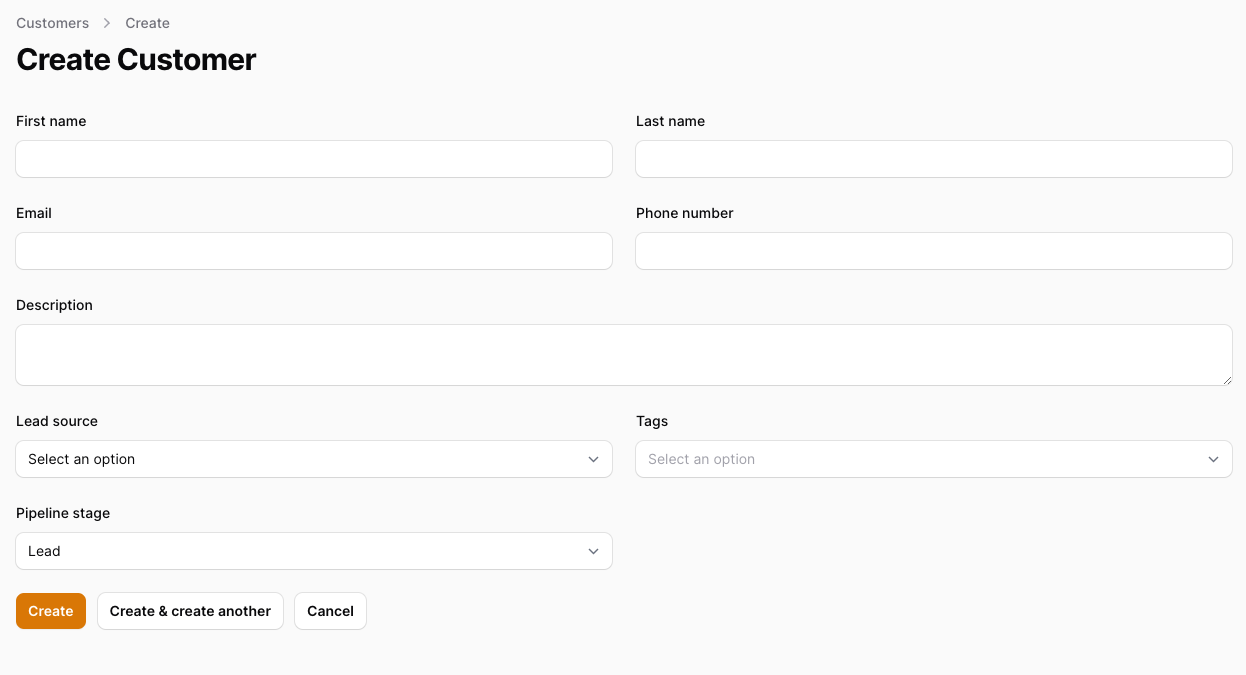 Customers > Create
Create Customer
First name
Last name
Email
Phone number
Description
Lead source
Tags
Select an option
Select an option
Pipeline stage
Lead
Create
Create & create another
Cancel